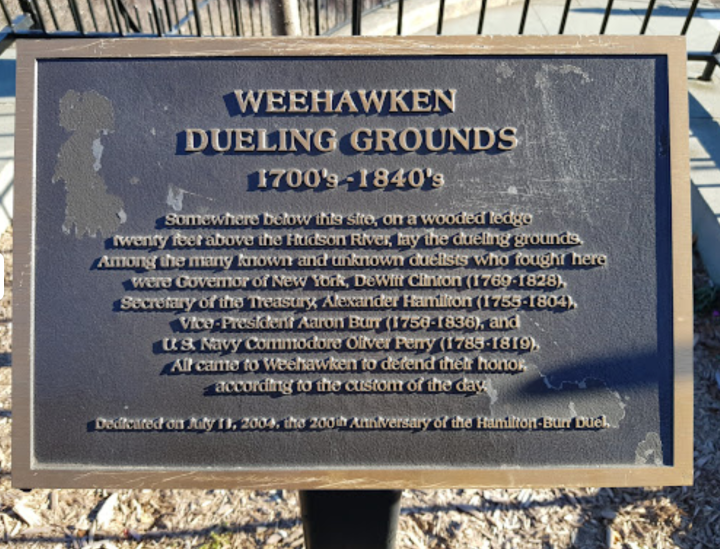 WEEHAWKEN
DUELING GROUNDS
1700's - 1840's
Somewhere below this site, on a wooded ledge
twenty feet above the Hudson River, lay the dueling grounds.
Among the many known and unknown duelists who fought here
were Governor of New York, DeWitt Clinton (1769-1828),
Secretary of the Treasury, Alexander Hamilton (1755-1804),
Vice-President Aaron Burr (1756-1836), and
U.S. Navy Commodore Oliver Perry (1785-1819).
All came to Weehawken to defend their honor
according to the custom of the day.
Dedicated on July 11, 2004, the 200th Anniversary of the Hamilton-Burr Duel.